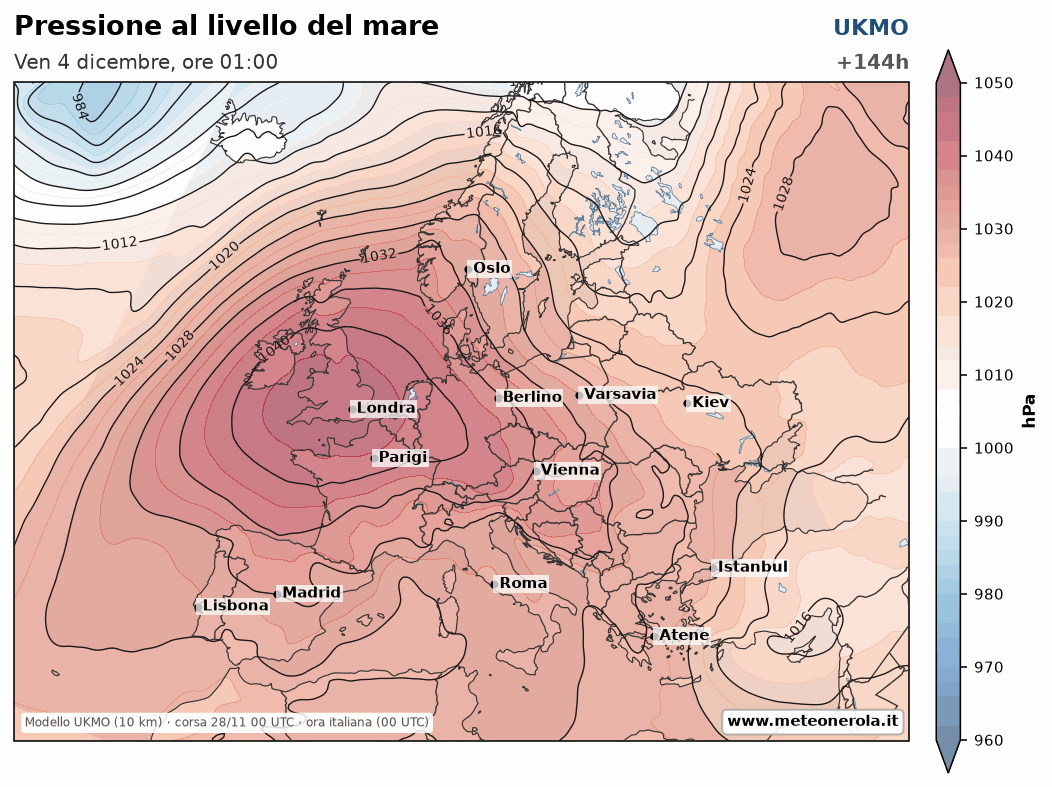 Pressione al livello del mare
UKMO
Ven 4 dicembre, ore 01:00
+144h
984
1016
1012
1020
1024
1028
1032
1028
1024
1036
1040
1016
Oslo
Londra
Berlino
Varsavia
Kiev
Parigi
Vienna
Istanbul
Roma
Madrid
Lisbona
Atene
1050
1040
1030
1020
1010
1000
990
980
970
960
hPa
Modello UKMO (10 km) · corsa 28/11 00 UTC · ora italiana (00 UTC)
www.meteonerola.it